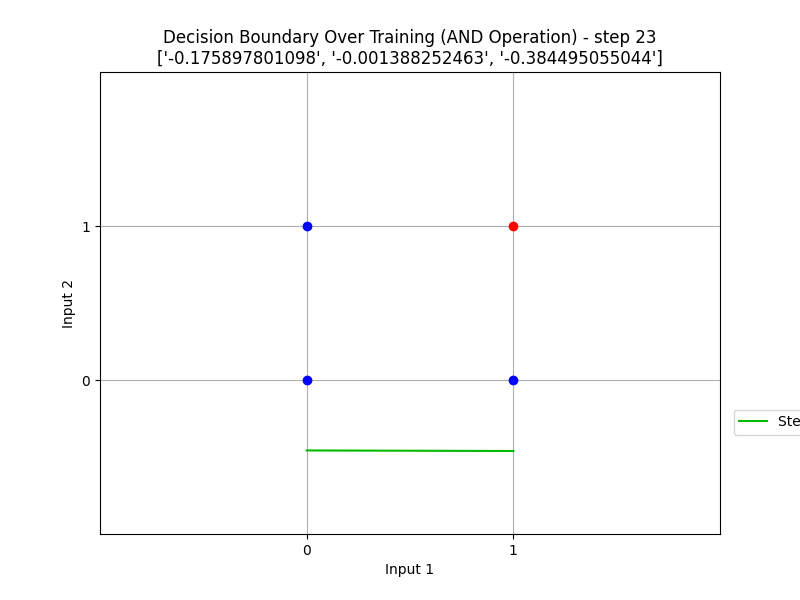 Decision Boundary Over Training (AND Operation) - step 23
['-0.175897801098', '-0.001388252463', '-0.384495055044']
1
Input 2
0
Ste
0
1
Input 1